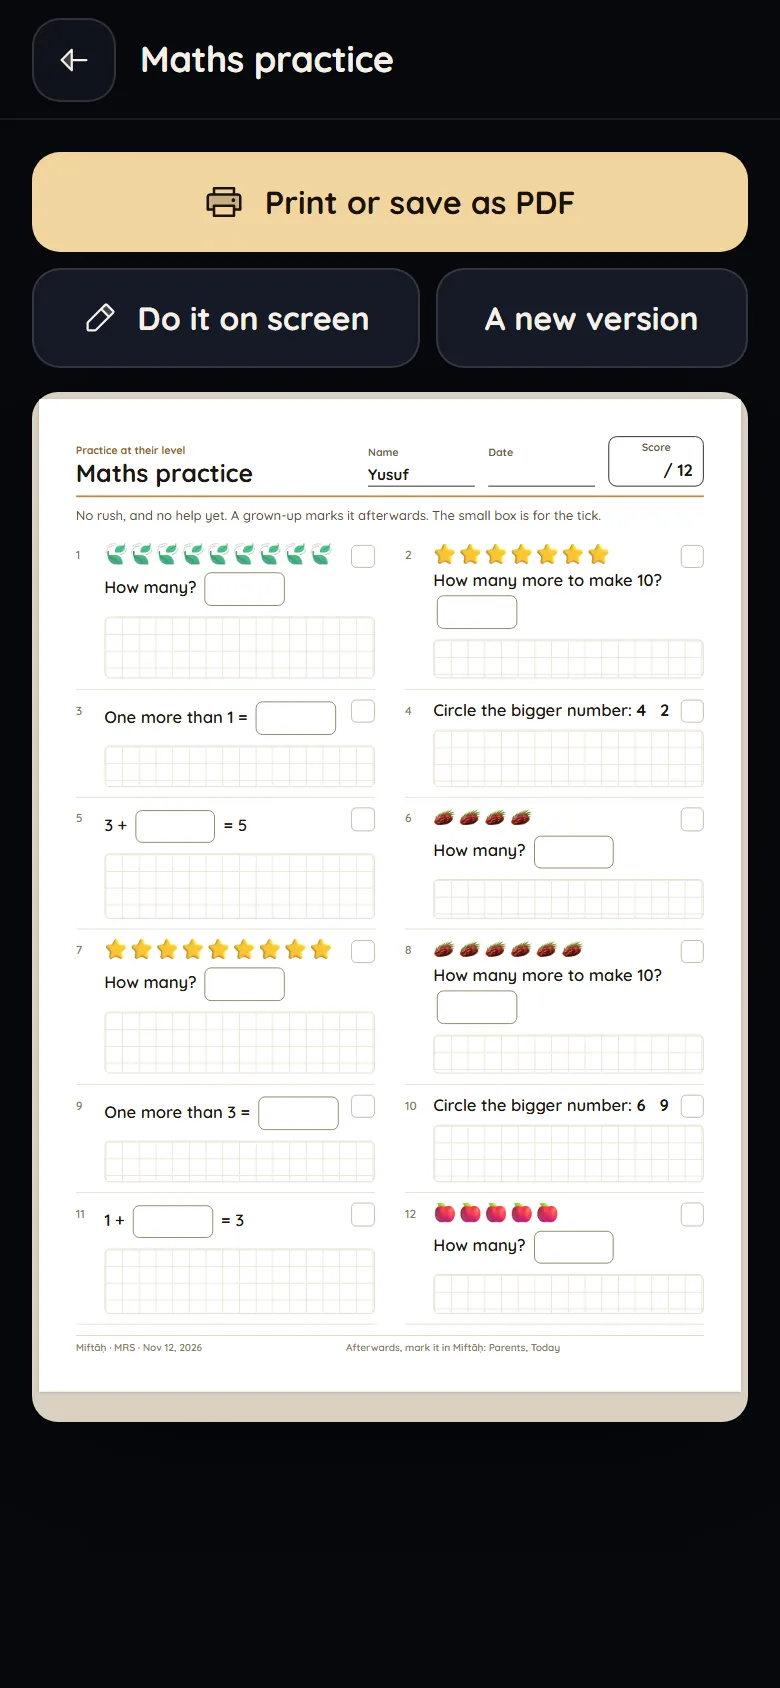 Maths practice
Print or save as PDF
Do it on screen
A new version
Practice at their level
Maths practice
Name
Yusuf
Date
Score
/ 12
No rush, and no help yet. A grown-up marks it afterwards. The small box is for the tick.
1
How many?
2
How many more to make 10?
3 One more than 1 =
4 Circle the bigger number: 4 2
5 3 + = 5
6
How many?
7
How many?
8
How many more to make 10?
9 One more than 3 =
10 Circle the bigger number: 6 9
11 1 + = 3
12
How many?
Miftāḥ · MRS · Nov 12, 2026
Afterwards, mark it in Miftāḥ: Parents, Today